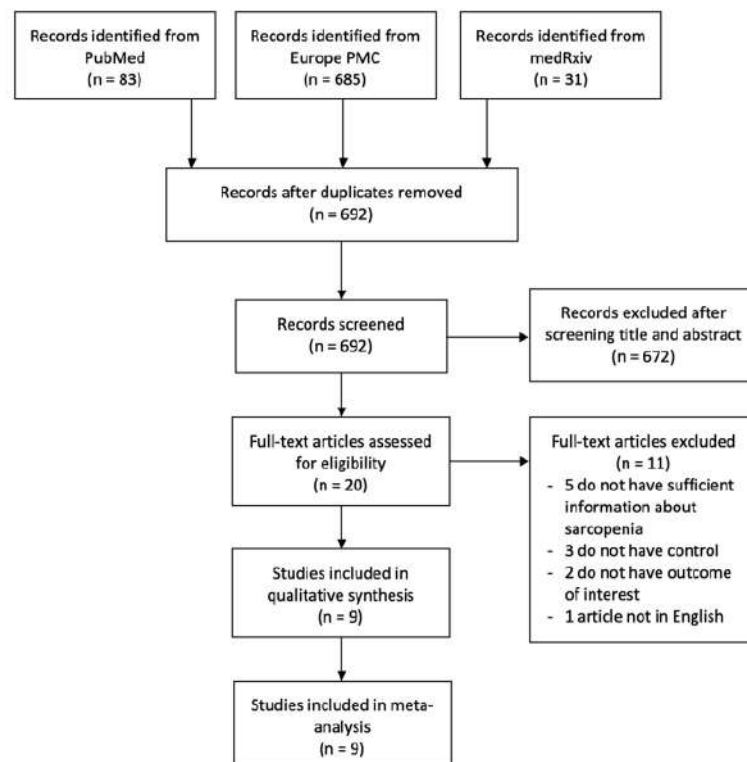 Records identified from
PubMed
(n = 83)
Records identified from
Europe PMC
(n = 685)
Records identified from
medRxiv
(n = 31)
Records after duplicates removed
(n = 692)
Records screened
(n = 692)
Records excluded after
screening title and abstract
(n = 672)
Full-text articles assessed
for eligibility
(n = 20)
Full-text articles excluded
(n = 11)
- 5 do not have sufficient
information about
sarcopenia
- 3 do not have control
- 2 do not have outcome
of interest
- 1 article not in English
Studies included in
qualitative synthesis
(n = 9)
Studies included in meta-
analysis
(n = 9)